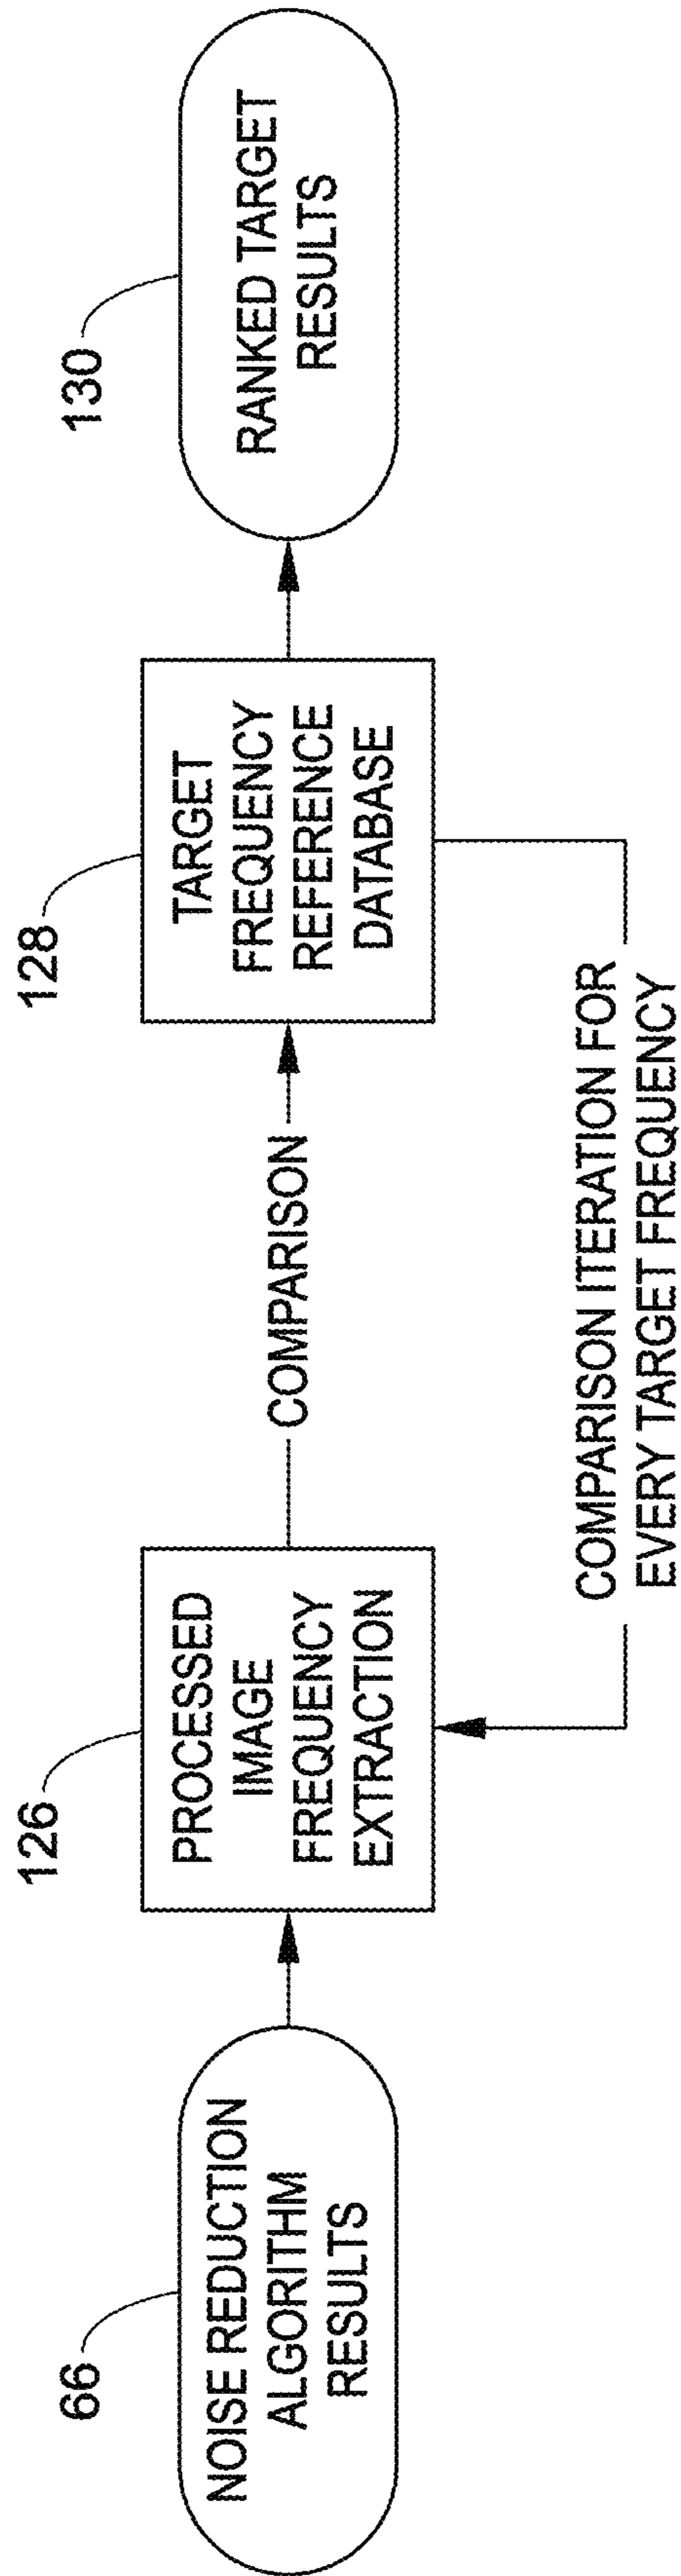 66
NOISE REDUCTION
ALGORITHM
RESULTS
126
PROCESSED
IMAGE
FREQUENCY
EXTRACTION
COMPARISON
128
TARGET
FREQUENCY
REFERENCE
DATABASE
COMPARISON ITERATION FOR
EVERY TARGET FREQUENCY
130
RANKED TARGET
RESULTS